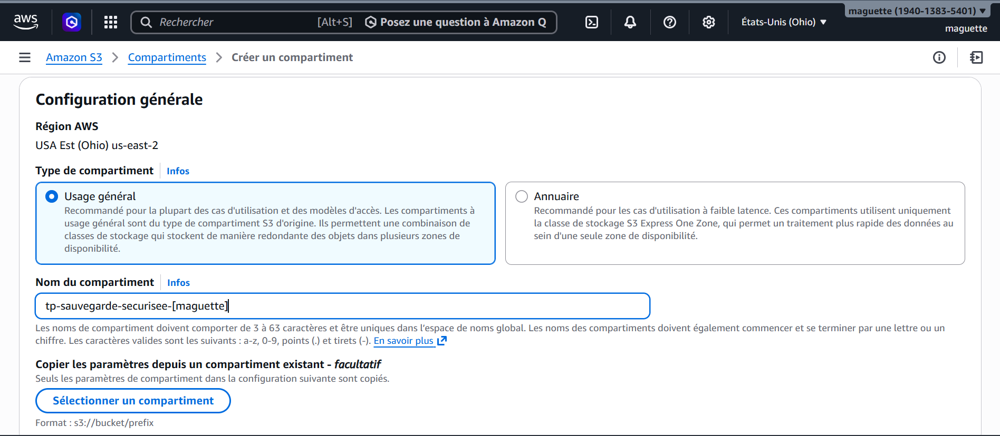 aws
Rechercher [Alt+S] Posez une question à Amazon Q
États-Unis (Ohio)
maguette (1940-1383-5401)
maguette
Amazon S3 > Compartiments > Créer un compartiment
Configuration générale
Région AWS
USA Est (Ohio) us-east-2
Type de compartiment Infos
Usage général
Recommandé pour la plupart des cas d'utilisation et des modèles d'accès. Les compartiments à
usage général sont du type de compartiment S3 d'origine. Ils permettent une combinaison de
classes de stockage qui stockent de manière redondante des objets dans plusieurs zones de
disponibilité.
Annuaire
Recommandé pour les cas d'utilisation à faible latence. Ces compartiments utilisent uniquement
la classe de stockage S3 Express One Zone, qui permet un traitement plus rapide des données au
sein d'une seule zone de disponibilité.
Nom du compartiment Infos
tp-sauvegarde-securisee-[maguette]
Les noms de compartiment doivent comporter de 3 à 63 caractères et être uniques dans l’espace de noms global. Les noms des compartiments doivent également commencer et se terminer par une lettre ou un
chiffre. Les caractères valides sont les suivants : a-z, 0-9, points (.) et tirets (-). En savoir plus
Copier les paramètres depuis un compartiment existant - facultatif
Seuls les paramètres de compartiment dans la configuration suivante sont copiés.
Sélectionner un compartiment
Format : s3://bucket/prefix